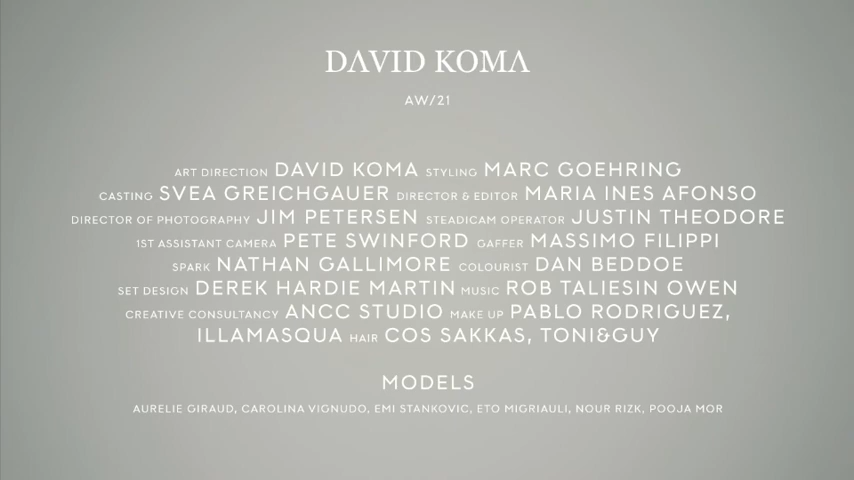 DAVID KOMA
AW/21
ART DIRECTION DAVID KOMA STYLING MARC GOEHRING
CASTING SVEA GREICHGAUER DIRECTOR & EDITOR MARIA INES AFONSO
DIRECTOR OF PHOTOGRAPHY JIM PETERSEN STEADICAM OPERATOR JUSTIN THEODORE
1ST ASSISTANT CAMERA PETE SWINFORD GAFFER MASSIMO FILIPPI
SPARK NATHAN GALLIMORE COLOURIST DAN BEDDOE
SET DESIGN DEREK HARDIE MARTIN MUSIC ROB TALIESIN OWEN
CREATIVE CONSULTANCY ANCC STUDIO MAKE UP PABLO RODRIGUEZ,
ILLAMASQUA HAIR COS SAKKAS, TONI&GUY
MODELS
AURELIE GIRAUD, CAROLINA VIGNUDO, EMI STANKOVIC, ETO MIGRIAULI, NOUR RIZK, POOJA MOR